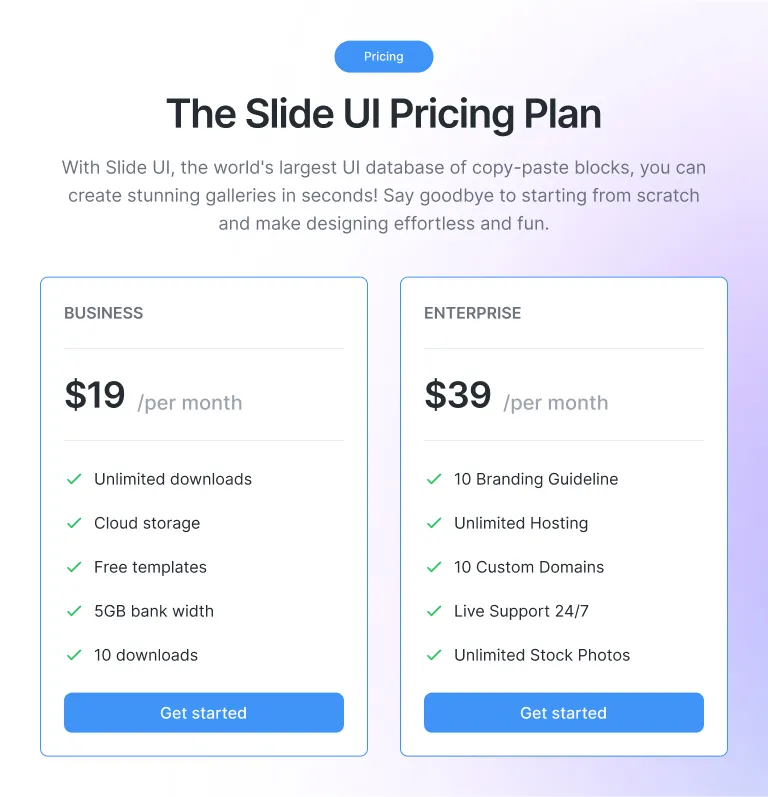 Pricing
The Slide UI Pricing Plan
With Slide UI, the world's largest UI database of copy-paste blocks, you can
create stunning galleries in seconds! Say goodbye to starting from scratch
and make designing effortless and fun.
BUSINESS
$19 /per month
Unlimited downloads
Cloud storage
Free templates
5GB bank width
10 downloads
Get started
ENTERPRISE
$39 /per month
10 Branding Guideline
Unlimited Hosting
10 Custom Domains
Live Support 24/7
Unlimited Stock Photos
Get started